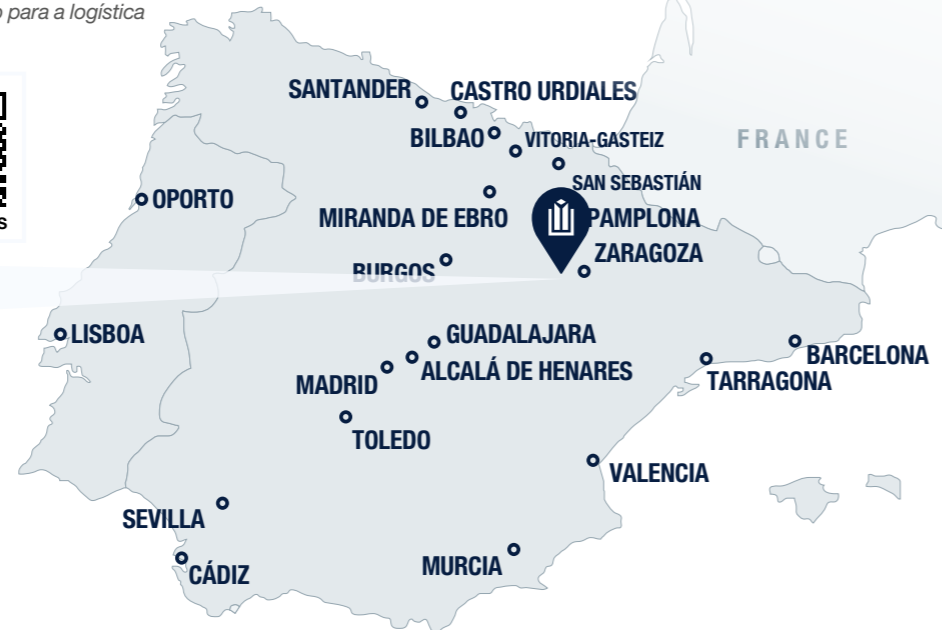 para a logística
S
SANTANDER
CASTRO URDIALES
BILBAO
VITORIA-GASTEIZ
FRANCE
SAN SEBASTIÁN
OPORTO
MIRANDA DE EBRO
PAMPLONA
ZARAGOZA
BURGOS
LISBOA
GUADALAJARA
BARCELONA
ALCALÁ DE HENARES
MADRID
TARRAGONA
TOLEDO
VALENCIA
SEVILLA
MURCIA
CÁDIZ